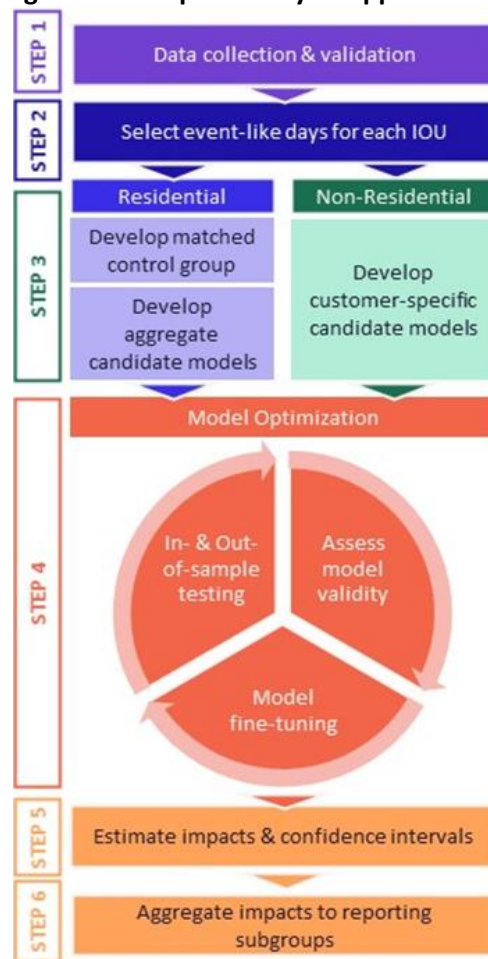 STEP 1
Data collection & validation
STEP 2
Select event-like days for each IOU
STEP 3
Residential
Develop matched
control group
Develop
aggregate
candidate models
Non-Residential
Develop
customer-specific
candidate models
STEP 4
Model Optimization
In- & Out-
of-sample
testing
Assess
model
validity
Model
fine-tuning
STEP 5
Estimate impacts & confidence intervals
STEP 6
Aggregate impacts to reporting
subgroups